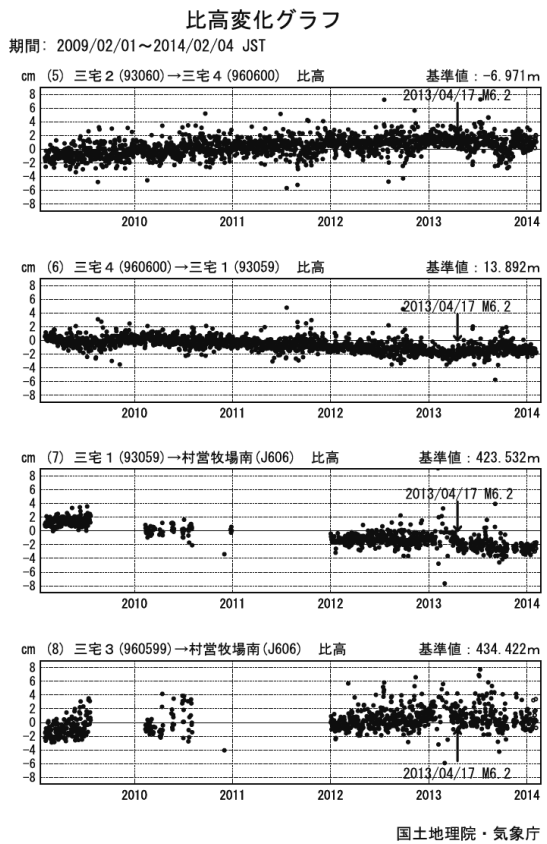 比高変化グラフ
期間: 2009/02/01～2014/02/04 JST
cm (5) 三宅2(93060)→三宅4(960600) 比高 基準値：-6.971m
2013/04/17 M6.2
8
6
4
2
0
-2
-4
-6
-8
2010 2011 2012 2013 2014
cm (6) 三宅4(960600)→三宅1(93059) 比高 基準値：13.892m
2013/04/17 M6.2
8
6
4
2
0
-2
-4
-6
-8
2010 2011 2012 2013 2014
cm (7) 三宅1(93059)→村営牧場南(J606) 比高 基準値：423.532m
2013/04/17 M6.2
8
6
4
2
0
-2
-4
-6
-8
2010 2011 2012 2013 2014
cm (8) 三宅3(960599)→村営牧場南(J606) 比高 基準値：434.422m
8
6
4
2
0
-2
-4
-6
-8
2013/04/17 M6.2
2010 2011 2012 2013 2014
国土地理院・気象庁